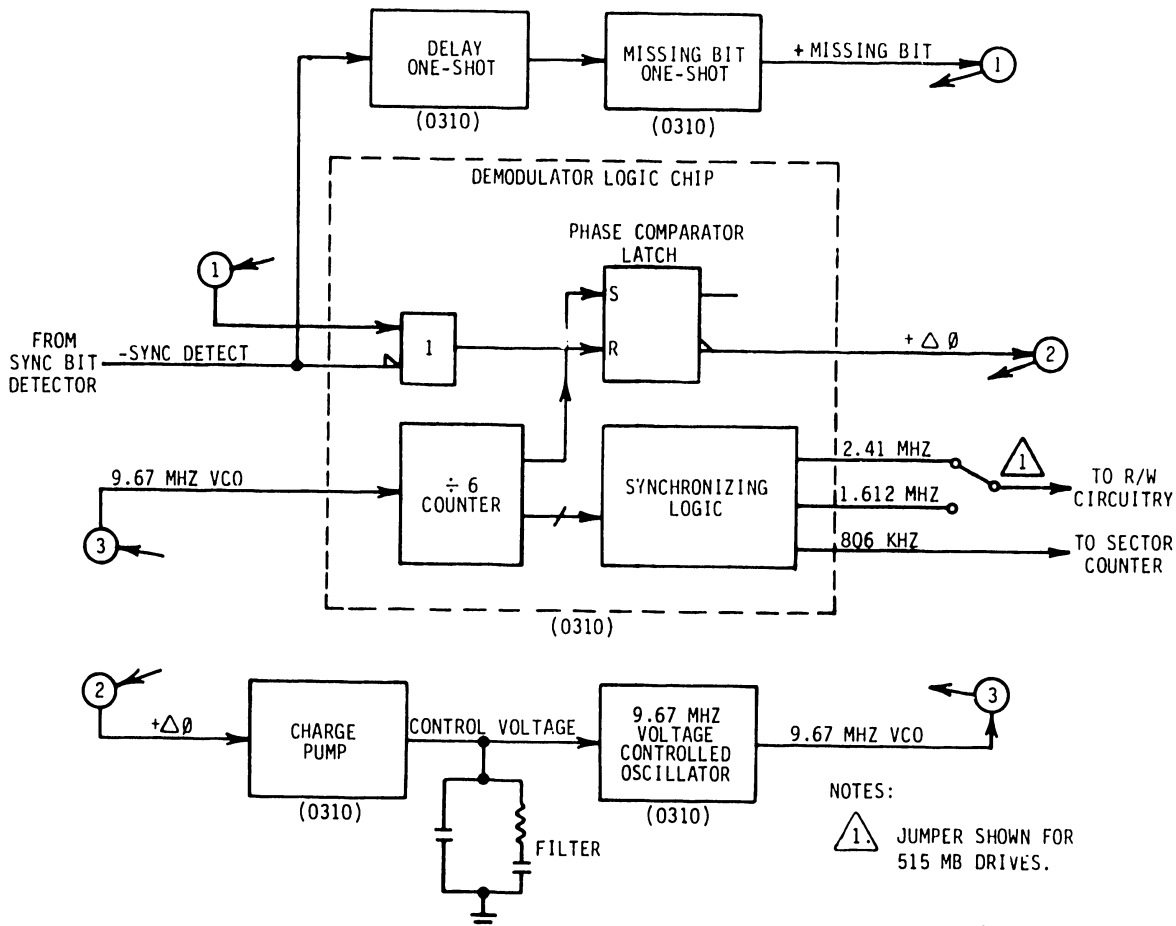 DELAY
ONE-SHOT
(0310)
MISSING BIT
ONE-SHOT
(0310)
+ MISSING BIT
1
DEMODULATOR LOGIC CHIP
PHASE COMPARATOR
LATCH
1
S
R
1
FROM
SYNC BIT
DETECTOR
-SYNC DETECT
+ △ Ø
2
9.67 MHZ VCO
3
÷ 6
COUNTER
SYNCHRONIZING
LOGIC
2.41 MHZ
1.612 MHZ
806 KHZ
1
TO R/W
CIRCUITRY
TO SECTOR
COUNTER
(0310)
2
+△Ø
CHARGE
PUMP
(0310)
CONTROL VOLTAGE
FILTER
9.67 MHZ
VOLTAGE
CONTROLLED
OSCILLATOR
(0310)
9.67 MHZ VCO
3
NOTES:
1. JUMPER SHOWN FOR
515 MB DRIVES.